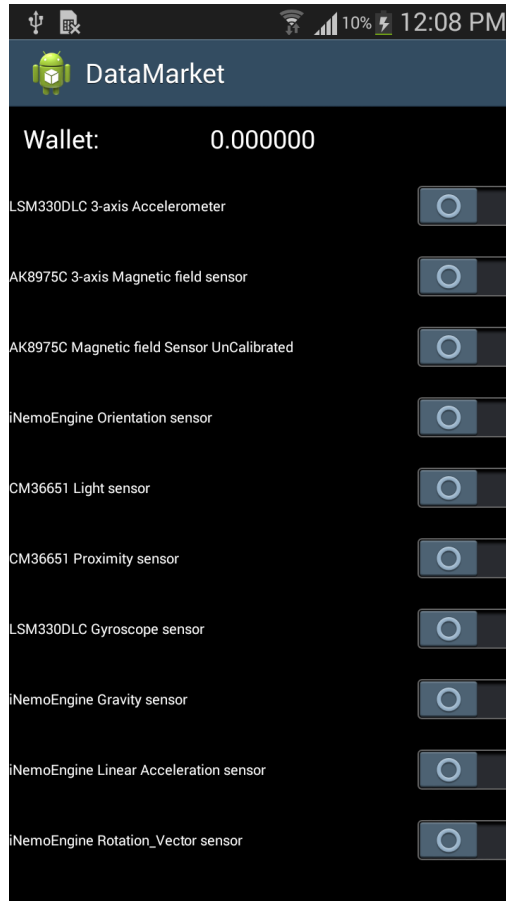 10% 12:08 PM
DataMarket
Wallet: 0.000000
LSM330DLC 3-axis Accelerometer
AK8975C 3-axis Magnetic field sensor
AK8975C Magnetic field Sensor UnCalibrated
iNemoEngine Orientation sensor
CM36651 Light sensor
CM36651 Proximity sensor
LSM330DLC Gyroscope sensor
iNemoEngine Gravity sensor
iNemoEngine Linear Acceleration sensor
iNemoEngine Rotation_Vector sensor